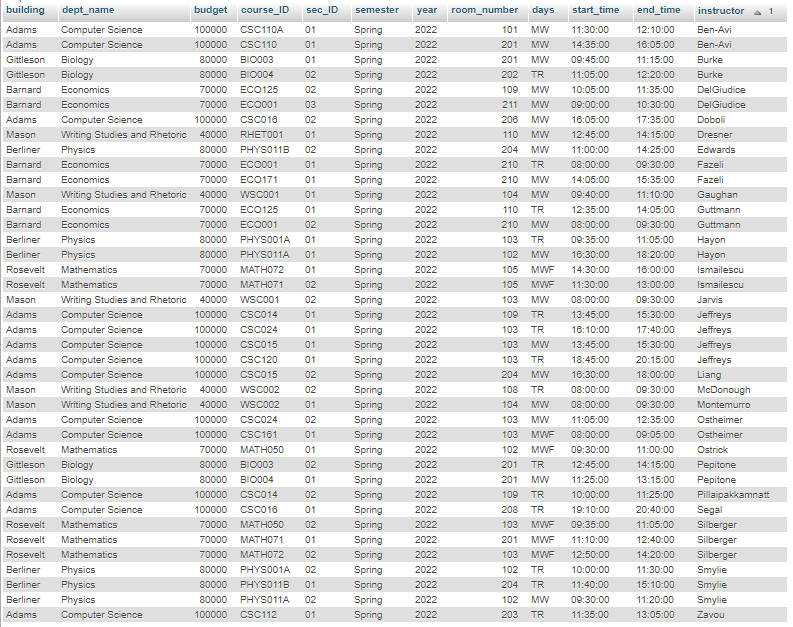 building dept_name budget course_ID sec_ID semester year room_number days start_time end_time instructor 1
Adams Computer Science 100000 CSC110A 01 Spring 2022 101 MW 11:30:00 12:10:00 Ben-Avi
Adams Computer Science 100000 CSC110 01 Spring 2022 201 MW 14:35:00 16:05:00 Ben-Avi
Gittleson Biology 80000 BIO003 01 Spring 2022 201 MW 09:45:00 11:15:00 Burke
Gittleson Biology 80000 BIO004 02 Spring 2022 202 TR 11:05:00 12:20:00 Burke
Barnard Economics 70000 ECO125 02 Spring 2022 109 MW 10:05:00 11:35:00 DelGiudice
Barnard Economics 70000 ECO001 03 Spring 2022 211 MW 09:00:00 10:30:00 DelGiudice
Adams Computer Science 100000 CSC016 02 Spring 2022 206 MW 16:05:00 17:35:00 Doboli
Mason Writing Studies and Rhetoric 40000 RHET001 01 Spring 2022 110 MW 12:45:00 14:15:00 Dresner
Berliner Physics 80000 PHYS011B 02 Spring 2022 204 MW 11:00:00 14:25:00 Edwards
Barnard Economics 70000 ECO001 01 Spring 2022 210 TR 08:00:00 09:30:00 Fazeli
Barnard Economics 70000 ECO171 01 Spring 2022 210 MW 14:05:00 15:35:00 Fazeli
Mason Writing Studies and Rhetoric 40000 WSC001 01 Spring 2022 104 MW 09:40:00 11:10:00 Gaughan
Barnard Economics 70000 ECO125 01 Spring 2022 110 TR 12:35:00 14:05:00 Guttmann
Barnard Economics 70000 ECO001 02 Spring 2022 210 MW 08:00:00 09:30:00 Guttmann
Berliner Physics 80000 PHYS001A 01 Spring 2022 103 TR 09:35:00 11:05:00 Hayon
Berliner Physics 80000 PHYS011A 01 Spring 2022 102 MW 16:30:00 18:20:00 Hayon
Rosevelt Mathematics 70000 MATH072 01 Spring 2022 105 MWF 14:30:00 16:00:00 Ismailescu
Rosevelt Mathematics 70000 MATH071 02 Spring 2022 105 MWF 11:30:00 13:00:00 Ismailescu
Mason Writing Studies and Rhetoric 40000 WSC001 02 Spring 2022 103 MW 08:00:00 09:30:00 Jarvis
Adams Computer Science 100000 CSC014 01 Spring 2022 109 TR 13:45:00 15:30:00 Jeffreys
Adams Computer Science 100000 CSC024 01 Spring 2022 103 TR 16:10:00 17:40:00 Jeffreys
Adams Computer Science 100000 CSC015 01 Spring 2022 103 MW 13:45:00 15:30:00 Jeffreys
Adams Computer Science 100000 CSC120 01 Spring 2022 103 TR 18:45:00 20:15:00 Jeffreys
Adams Computer Science 100000 CSC015 02 Spring 2022 204 MW 16:30:00 18:00:00 Liang
Mason Writing Studies and Rhetoric 40000 WSC002 02 Spring 2022 108 TR 08:00:00 09:30:00 McDonough
Mason Writing Studies and Rhetoric 40000 WSC002 01 Spring 2022 104 MW 08:00:00 09:30:00 Montemurro
Adams Computer Science 100000 CSC024 02 Spring 2022 103 MW 11:05:00 12:35:00 Ostheimer
Adams Computer Science 100000 CSC161 01 Spring 2022 103 MWF 08:00:00 09:05:00 Ostheimer
Rosevelt Mathematics 70000 MATH050 01 Spring 2022 102 MWF 09:30:00 11:00:00 Ostrick
Gittleson Biology 80000 BIO003 02 Spring 2022 201 TR 12:45:00 14:15:00 Pepitone
Gittleson Biology 80000 BIO004 01 Spring 2022 201 MW 11:25:00 13:15:00 Pepitone
Adams Computer Science 100000 CSC014 02 Spring 2022 109 TR 10:00:00 11:25:00 Pillaipakkamnatt
Adams Computer Science 100000 CSC016 01 Spring 2022 208 TR 19:10:00 20:40:00 Segal
Rosevelt Mathematics 70000 MATH050 02 Spring 2022 103 MWF 09:35:00 11:05:00 Silberger
Rosevelt Mathematics 70000 MATH071 01 Spring 2022 201 MWF 11:10:00 12:40:00 Silberger
Rosevelt Mathematics 70000 MATH072 02 Spring 2022 103 MWF 12:50:00 14:20:00 Silberger
Berliner Physics 80000 PHYS001A 02 Spring 2022 102 TR 10:00:00 11:30:00 Smylie
Berliner Physics 80000 PHYS011B 01 Spring 2022 204 TR 11:40:00 15:10:00 Smylie
Berliner Physics 80000 PHYS011A 02 Spring 2022 102 MW 09:30:00 11:20:00 Smylie
Adams Computer Science 100000 CSC112 01 Spring 2022 203 TR 11:35:00 13:05:00 Zavou